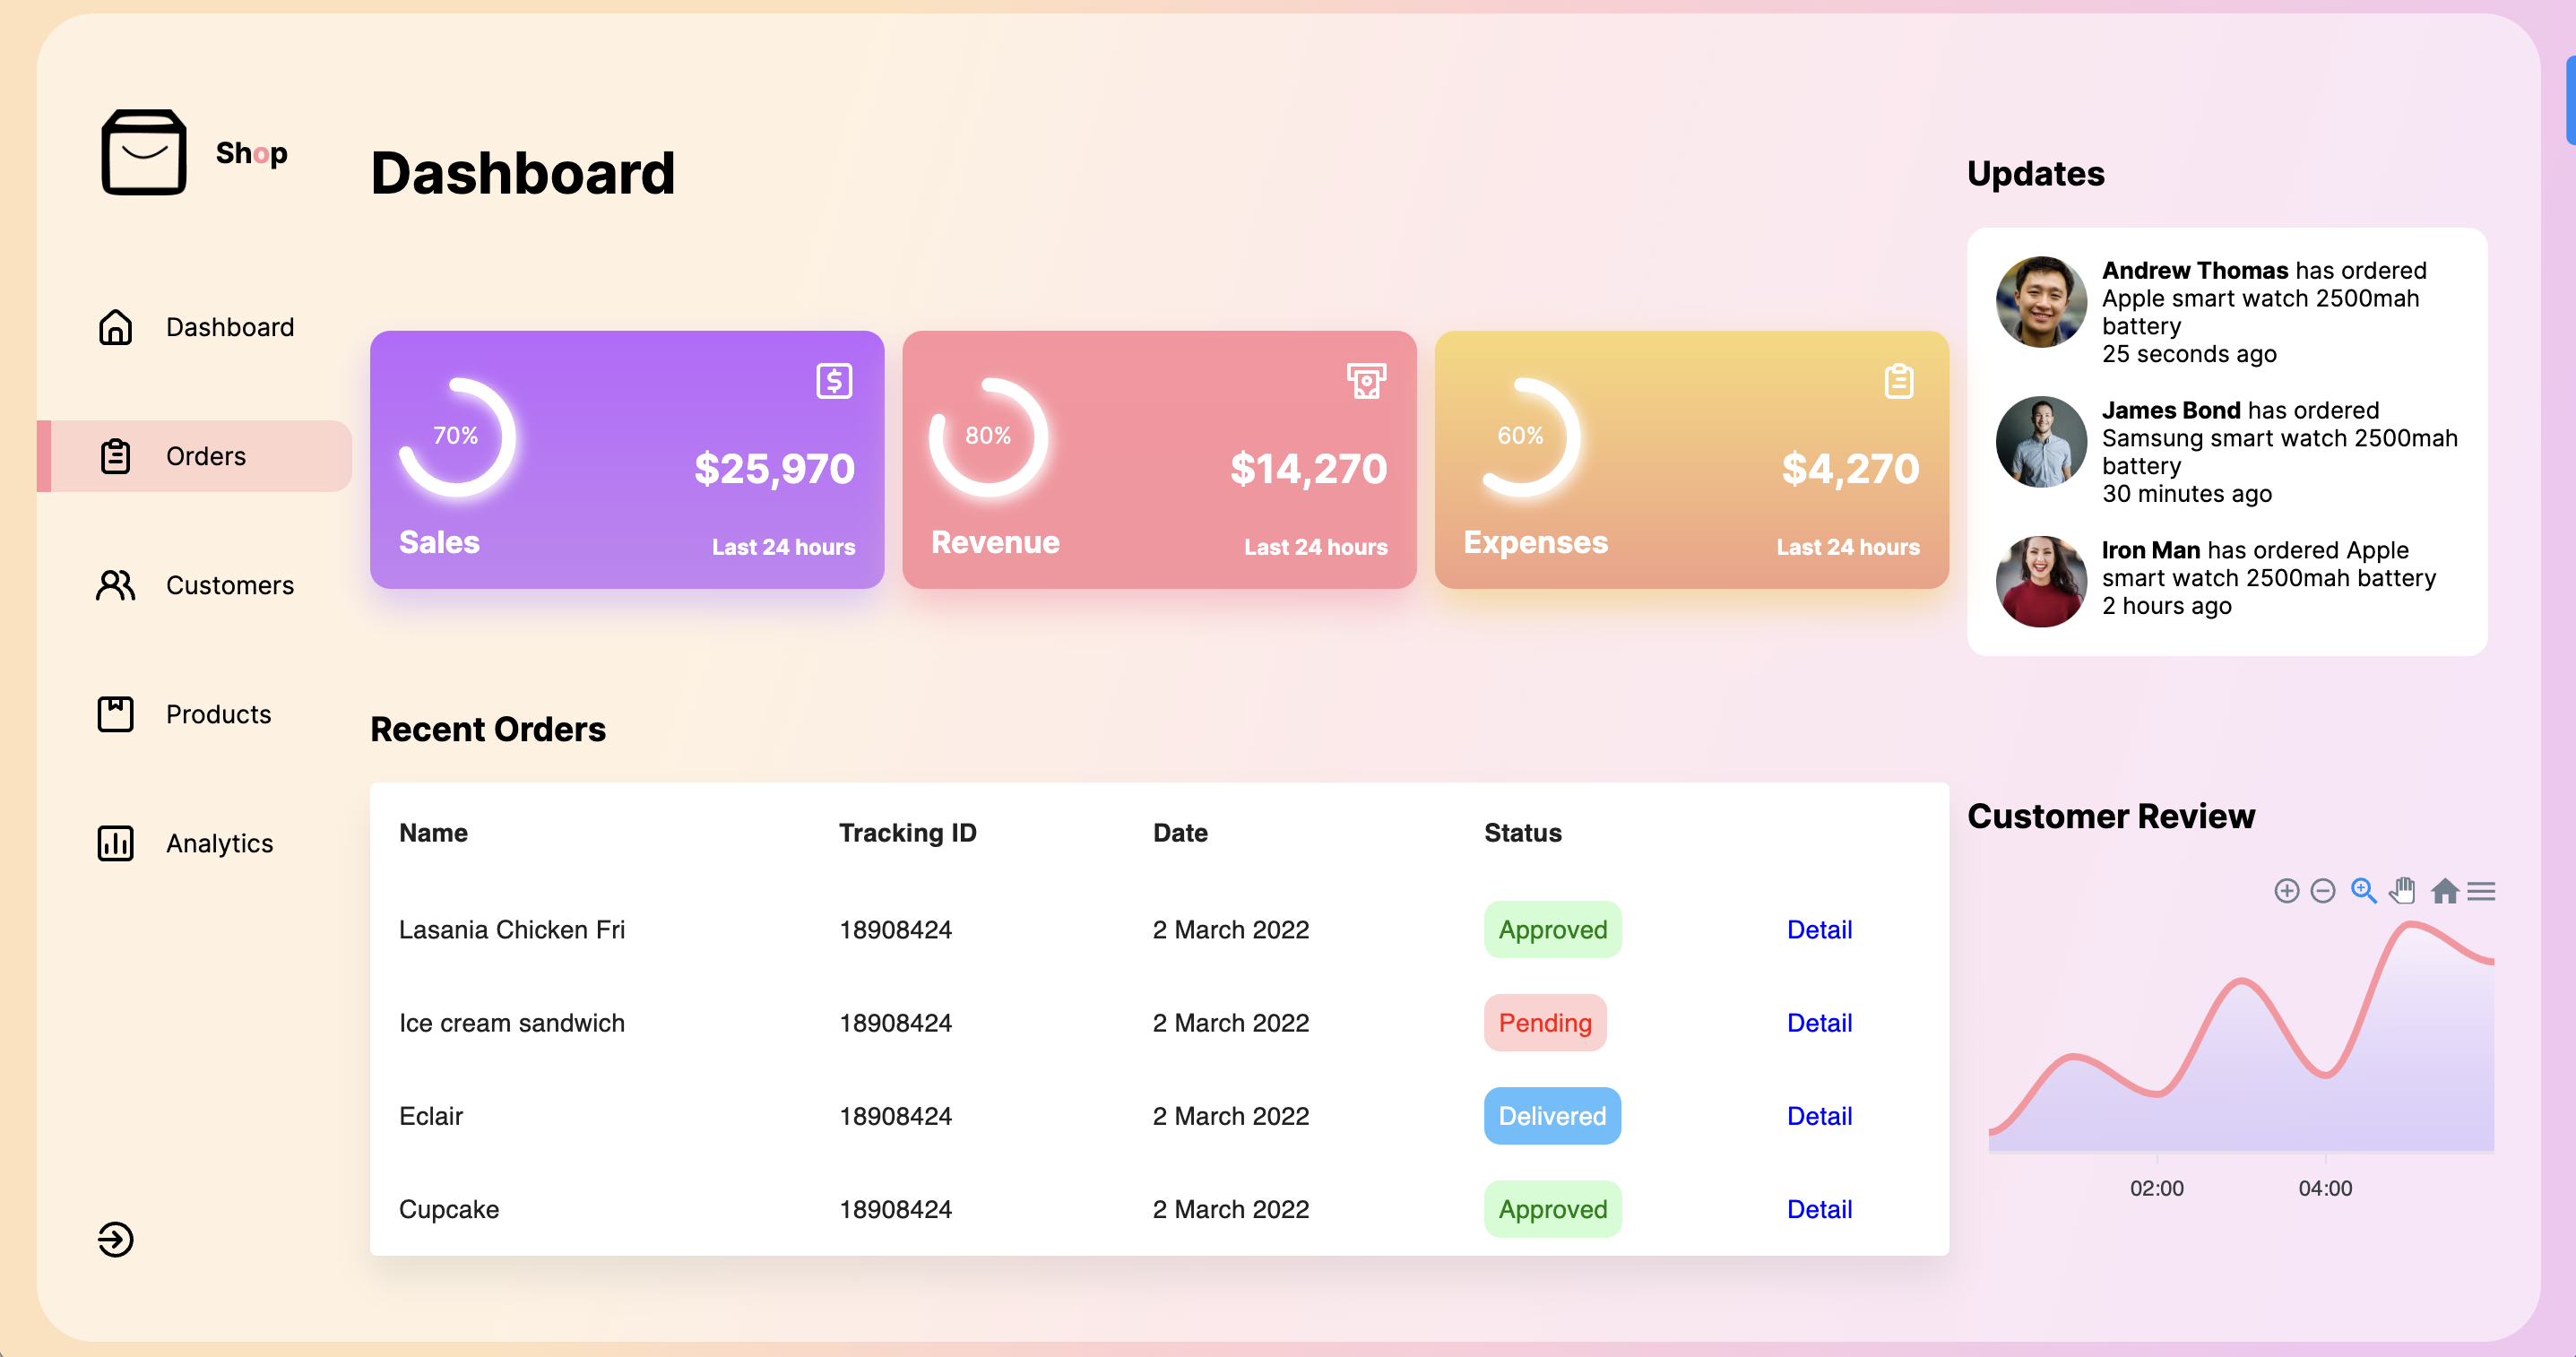 Shop
Dashboard
Orders
Customers
Products
Analytics
Dashboard
70%
$25,970
Sales
Last 24 hours
80%
$14,270
Revenue
Last 24 hours
60%
$4,270
Expenses
Last 24 hours
Recent Orders
Name Tracking ID Date Status
Lasania Chicken Fri 18908424 2 March 2022 Approved Detail
Ice cream sandwich 18908424 2 March 2022 Pending Detail
Eclair 18908424 2 March 2022 Delivered Detail
Cupcake 18908424 2 March 2022 Approved Detail
Updates
Andrew Thomas has ordered
Apple smart watch 2500mah
battery
25 seconds ago
James Bond has ordered
Samsung smart watch 2500mah
battery
30 minutes ago
Iron Man has ordered Apple
smart watch 2500mah battery
2 hours ago
Customer Review
02:00 04:00